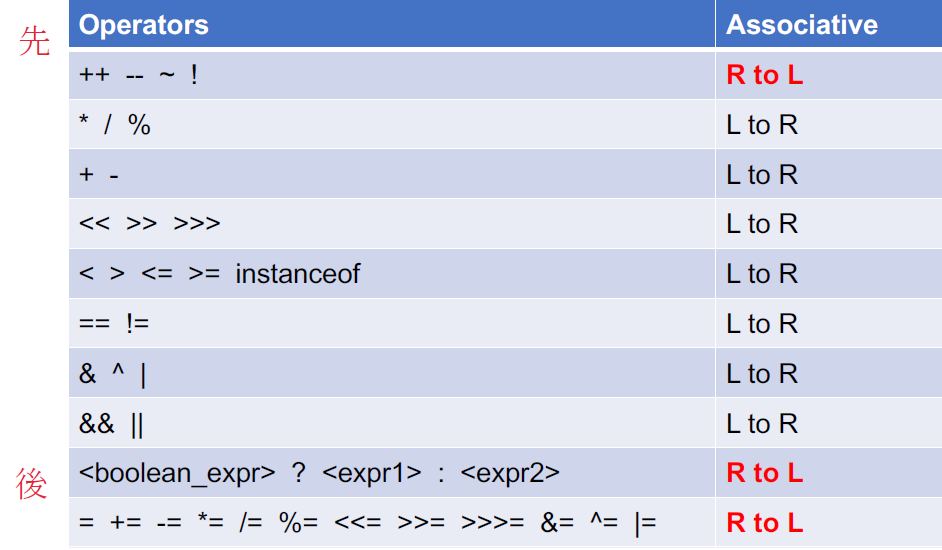 Operators Associative
先
++ -- ~ ! R to L
* / % L to R
+ - L to R
<< >> >>> L to R
< > <= >= instanceof L to R
== != L to R
& ^ | L to R
&& || L to R
後
<boolean_expr> ? <expr1> : <expr2> R to L
= += -= *= /= %= <<= >>= >>>= &= ^= |= R to L